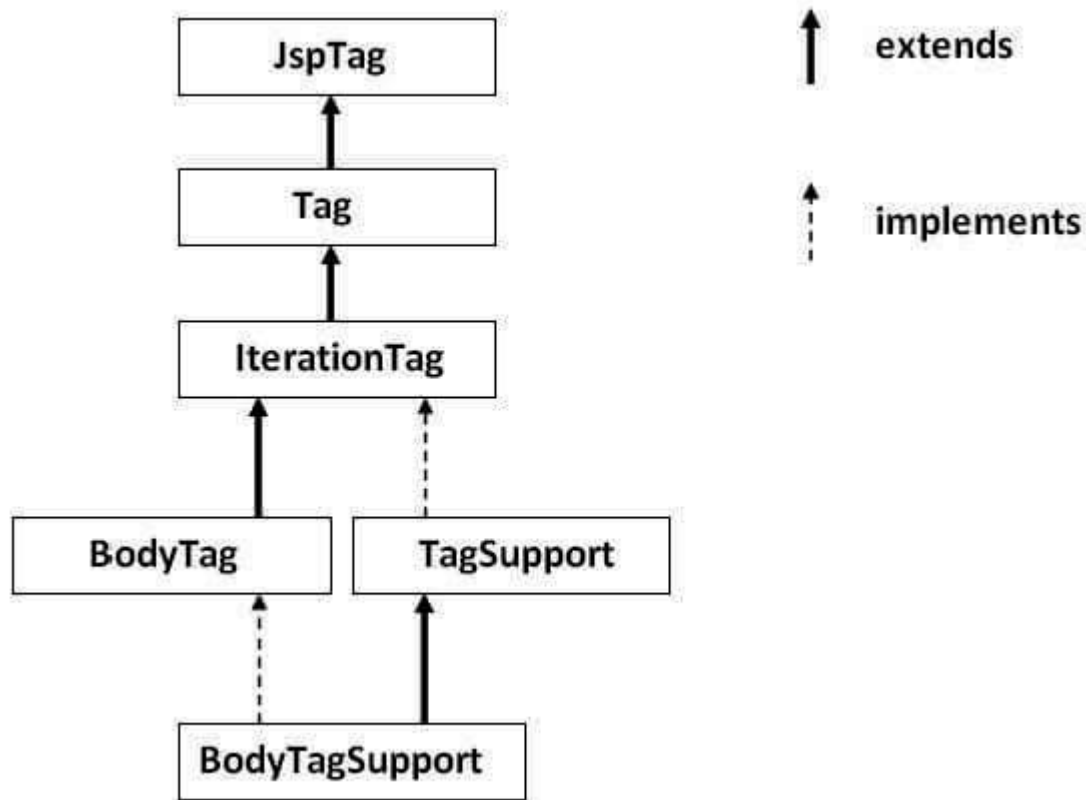 JspTag
extends
Tag
implements
IterationTag
BodyTag
TagSupport
BodyTagSupport